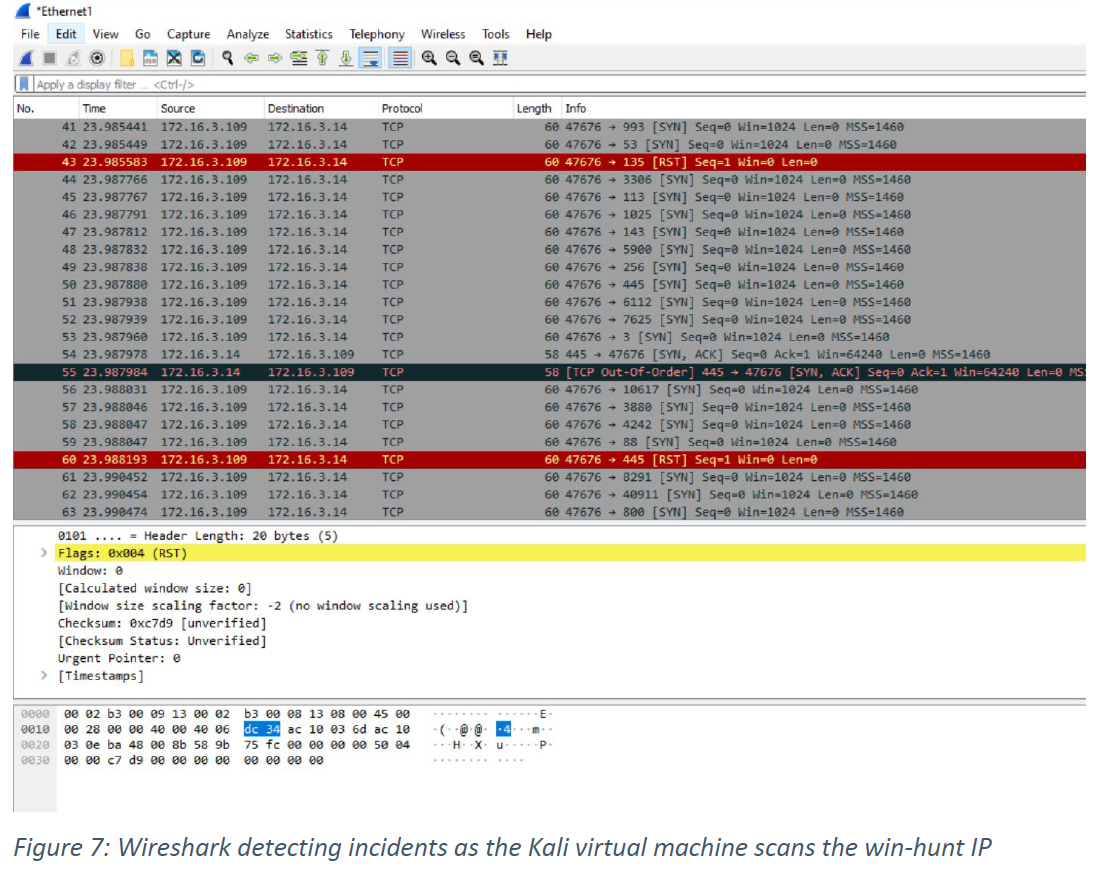 *Ethernet1
File Edit View Go Capture Analyze Statistics Telephony Wireless Tools Help
Apply a display filter ... <Ctrl-/>
No. Time Source Destination Protocol Length Info
41 23.985441 172.16.3.109 172.16.3.14 TCP 60 47676 → 993 [SYN] Seq=0 Win=1024 Len=0 MSS=1460
42 23.985449 172.16.3.109 172.16.3.14 TCP 60 47676 → 53 [SYN] Seq=0 Win=1024 Len=0 MSS=1460
43 23.985583 172.16.3.109 172.16.3.14 TCP 60 47676 → 135 [RST] Seq=1 Win=0 Len=0
44 23.987766 172.16.3.109 172.16.3.14 TCP 60 47676 → 3306 [SYN] Seq=0 Win=1024 Len=0 MSS=1460
45 23.987767 172.16.3.109 172.16.3.14 TCP 60 47676 → 113 [SYN] Seq=0 Win=1024 Len=0 MSS=1460
46 23.987791 172.16.3.109 172.16.3.14 TCP 60 47676 → 1025 [SYN] Seq=0 Win=1024 Len=0 MSS=1460
47 23.987812 172.16.3.109 172.16.3.14 TCP 60 47676 → 143 [SYN] Seq=0 Win=1024 Len=0 MSS=1460
48 23.987832 172.16.3.109 172.16.3.14 TCP 60 47676 → 5900 [SYN] Seq=0 Win=1024 Len=0 MSS=1460
49 23.987838 172.16.3.109 172.16.3.14 TCP 60 47676 → 256 [SYN] Seq=0 Win=1024 Len=0 MSS=1460
50 23.987880 172.16.3.109 172.16.3.14 TCP 60 47676 → 445 [SYN] Seq=0 Win=1024 Len=0 MSS=1460
51 23.987938 172.16.3.109 172.16.3.14 TCP 60 47676 → 6112 [SYN] Seq=0 Win=1024 Len=0 MSS=1460
52 23.987939 172.16.3.109 172.16.3.14 TCP 60 47676 → 7625 [SYN] Seq=0 Win=1024 Len=0 MSS=1460
53 23.987960 172.16.3.109 172.16.3.14 TCP 60 47676 → 3 [SYN] Seq=0 Win=1024 Len=0 MSS=1460
54 23.987978 172.16.3.14 172.16.3.109 TCP 58 445 → 47676 [SYN, ACK] Seq=0 Ack=1 Win=64240 Len=0 MSS=1460
55 23.987984 172.16.3.14 172.16.3.109 TCP 58 [TCP Out-Of-Order] 445 → 47676 [SYN, ACK] Seq=0 Ack=1 Win=64240 Len=0 MS
56 23.988031 172.16.3.109 172.16.3.14 TCP 60 47676 → 10617 [SYN] Seq=0 Win=1024 Len=0 MSS=1460
57 23.988046 172.16.3.109 172.16.3.14 TCP 60 47676 → 3880 [SYN] Seq=0 Win=1024 Len=0 MSS=1460
58 23.988047 172.16.3.109 172.16.3.14 TCP 60 47676 → 4242 [SYN] Seq=0 Win=1024 Len=0 MSS=1460
59 23.988047 172.16.3.109 172.16.3.14 TCP 60 47676 → 88 [SYN] Seq=0 Win=1024 Len=0 MSS=1460
60 23.988193 172.16.3.109 172.16.3.14 TCP 60 47676 → 445 [RST] Seq=1 Win=0 Len=0
61 23.990452 172.16.3.109 172.16.3.14 TCP 60 47676 → 8291 [SYN] Seq=0 Win=1024 Len=0 MSS=1460
62 23.990454 172.16.3.109 172.16.3.14 TCP 60 47676 → 40911 [SYN] Seq=0 Win=1024 Len=0 MSS=1460
63 23.990474 172.16.3.109 172.16.3.14 TCP 60 47676 → 800 [SYN] Seq=0 Win=1024 Len=0 MSS=1460
0101 .... = Header Length: 20 bytes (5)
Flags: 0x004 (RST)
Window: 0
[Calculated window size: 0]
[Window size scaling factor: -2 (no window scaling used)]
Checksum: 0xc7d9 [unverified]
[Checksum Status: Unverified]
Urgent Pointer: 0
[Timestamps]
0000 00 02 b3 00 09 13 00 02 b3 00 08 13 08 00 45 00 ········ ······E·
0010 00 28 00 00 40 00 40 06 dc 34 ac 10 03 6d ac 10 ·(··@·@· ·4···m··
0020 03 0e ba 48 00 8b 58 9b 75 fc 00 00 00 00 50 04 ···H··X· u·····P·
0030 00 00 c7 d9 00 00 00 00 00 00 00 00 ········ ····
Figure 7: Wireshark detecting incidents as the Kali virtual machine scans the win-hunt IP